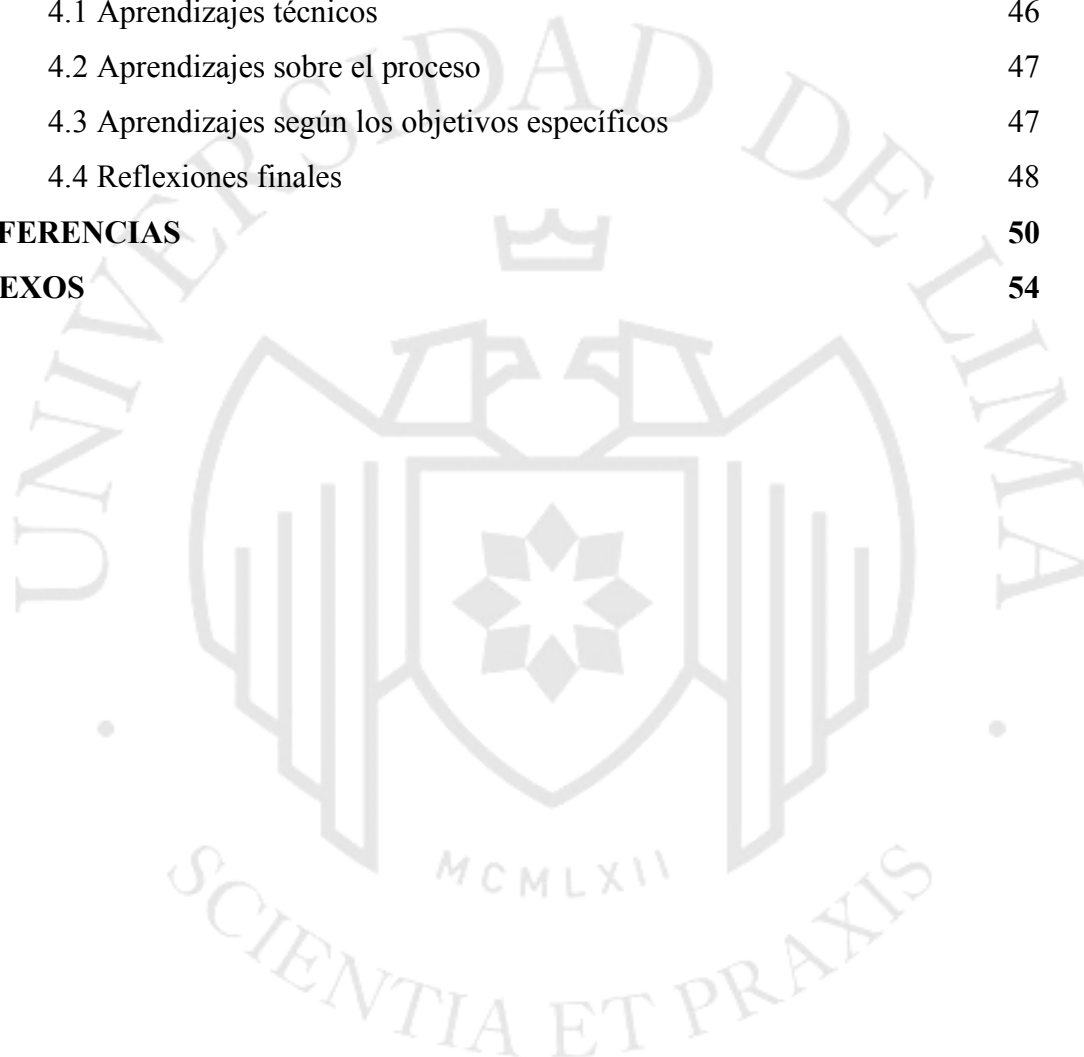 4.1 Aprendizajes técnicos 46
4.2 Aprendizajes sobre el proceso 47
4.3 Aprendizajes según los objetivos específicos 47
4.4 Reflexiones finales 48
FERENCIAS 50
EXOS 54
UNIVERSIDAD DE LIMA
MCMLXII
SCIENTIA ET PRAXIS